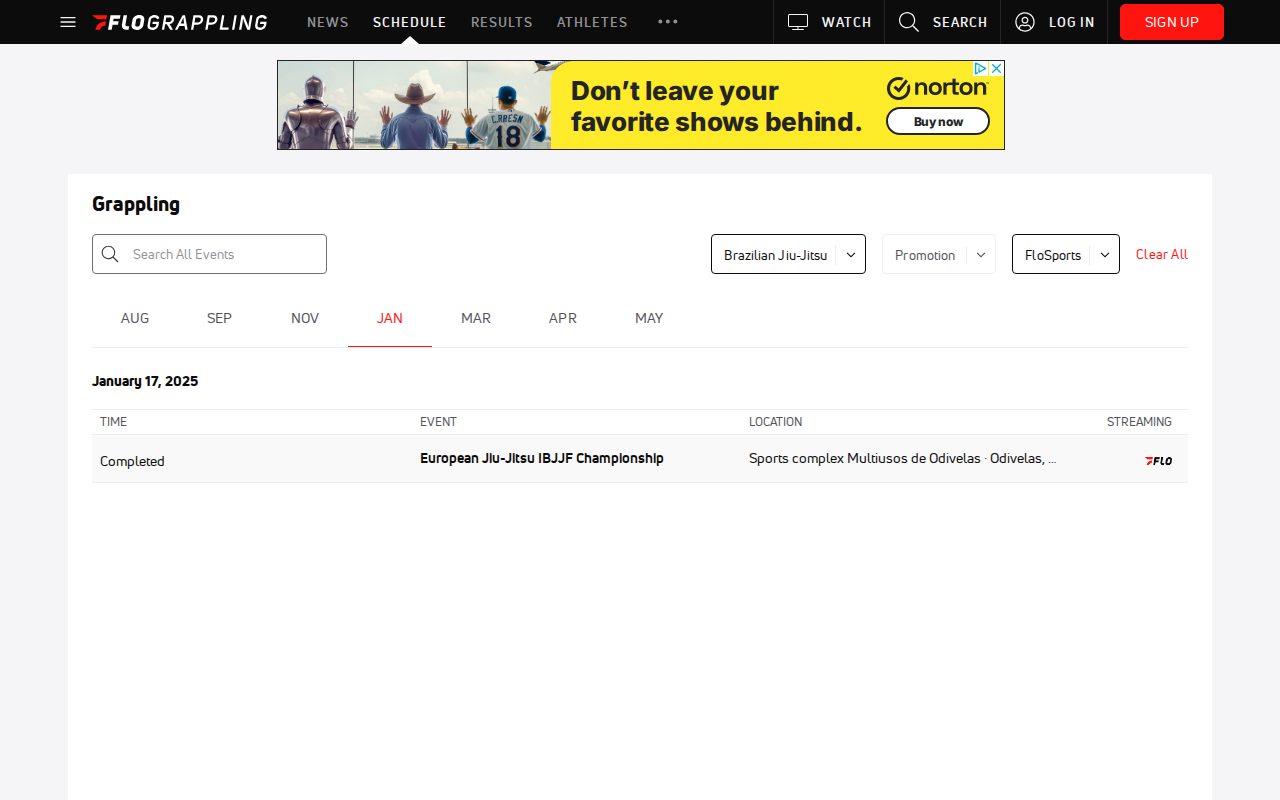 FLOGRAPPLING
NEWS
SCHEDULE
RESULTS
ATHLETES
WATCH
SEARCH
LOG IN
SIGN UP
Don't leave your
favorite shows behind.
norton
Buy now
18
Grappling
Search All Events
Brazilian Jiu-Jitsu
Promotion
FloSports
Clear All
AUG
SEP
NOV
JAN
MAR
APR
MAY
January 17, 2025
TIME
EVENT
LOCATION
STREAMING
Completed
European Jiu-Jitsu IBJJF Championship
Sports complex Multiusos de Odivelas · Odivelas, ...
FLO